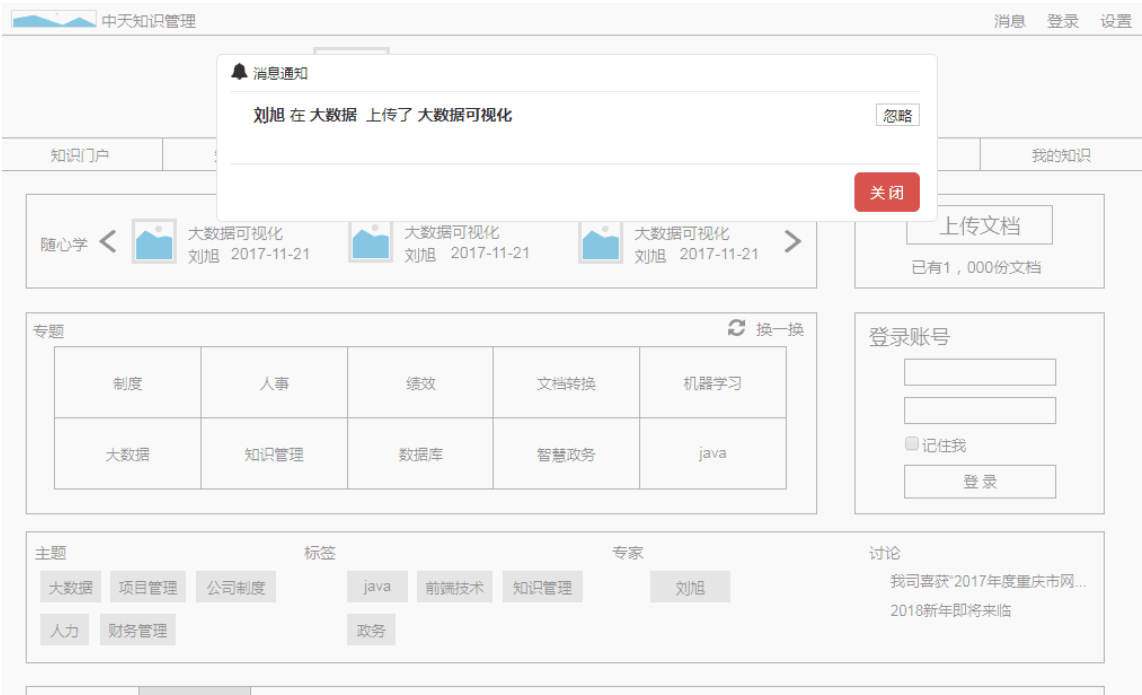 中天知识管理 消息 登录 设置
消息通知
刘旭 在 大数据 上传了 大数据可视化 忽略
关闭
知识门户 我的知识
随心学 大数据可视化 大数据可视化 大数据可视化
刘旭 2017-11-21 刘旭 2017-11-21 刘旭 2017-11-21
上传文档
已有1，000份文档
专题 换一换
制度 人事 绩效 文档转换 机器学习
大数据 知识管理 数据库 智慧政务 java
登录账号
记住我
登 录
主题 标签 专家 讨论
大数据 项目管理 公司制度 java 前端技术 知识管理 刘旭 我司喜获“2017年度重庆市网...
人力 财务管理 政务 2018新年即将来临